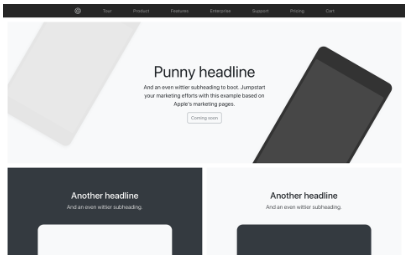 Tour Product Features Enterprise Support Pricing Cart
Punny headline
And an even wittier subheading to boot. Jumpstart
your marketing efforts with this example based on
Apple's marketing pages.
Coming soon
Another headline Another headline
And an even wittier subheading. And an even wittier subheading.